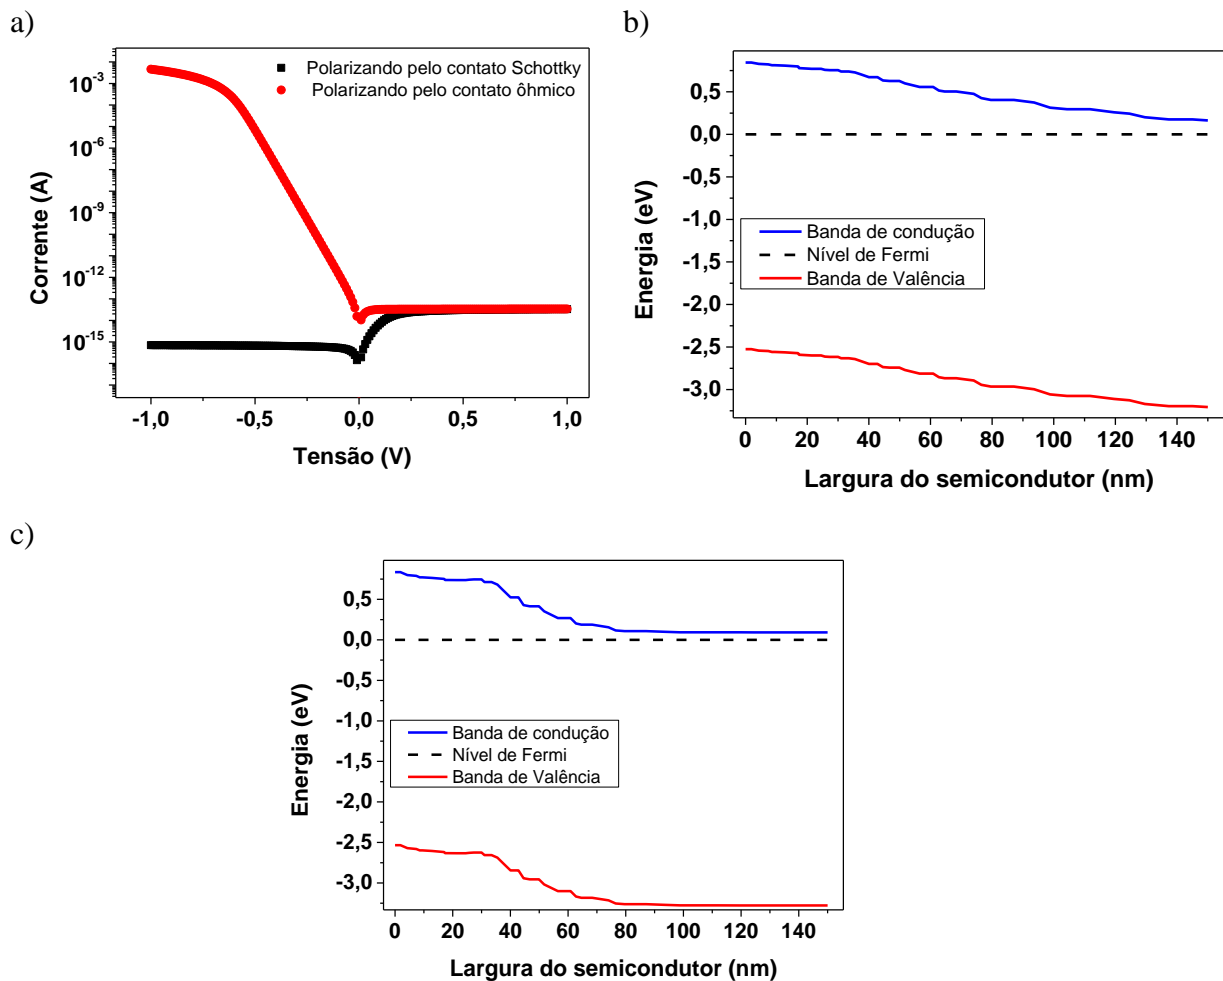 a)
Corrente (A)
10-3
10-6
10-9
10-12
10-15
Polarizando pelo contato Schottky
Polarizando pelo contato ôhmico
-1,0 -0,5 0,0 0,5 1,0
Tensão (V)
b)
Energia (eV)
0,5
0,0
-0,5
-1,0
-1,5
-2,0
-2,5
-3,0
Banda de condução
Nível de Fermi
Banda de Valência
0 20 40 60 80 100 120 140
Largura do semicondutor (nm)
c)
Energia (eV)
0,5
0,0
-0,5
-1,0
-1,5
-2,0
-2,5
-3,0
Banda de condução
Nível de Fermi
Banda de Valência
0 20 40 60 80 100 120 140
Largura do semicondutor (nm)